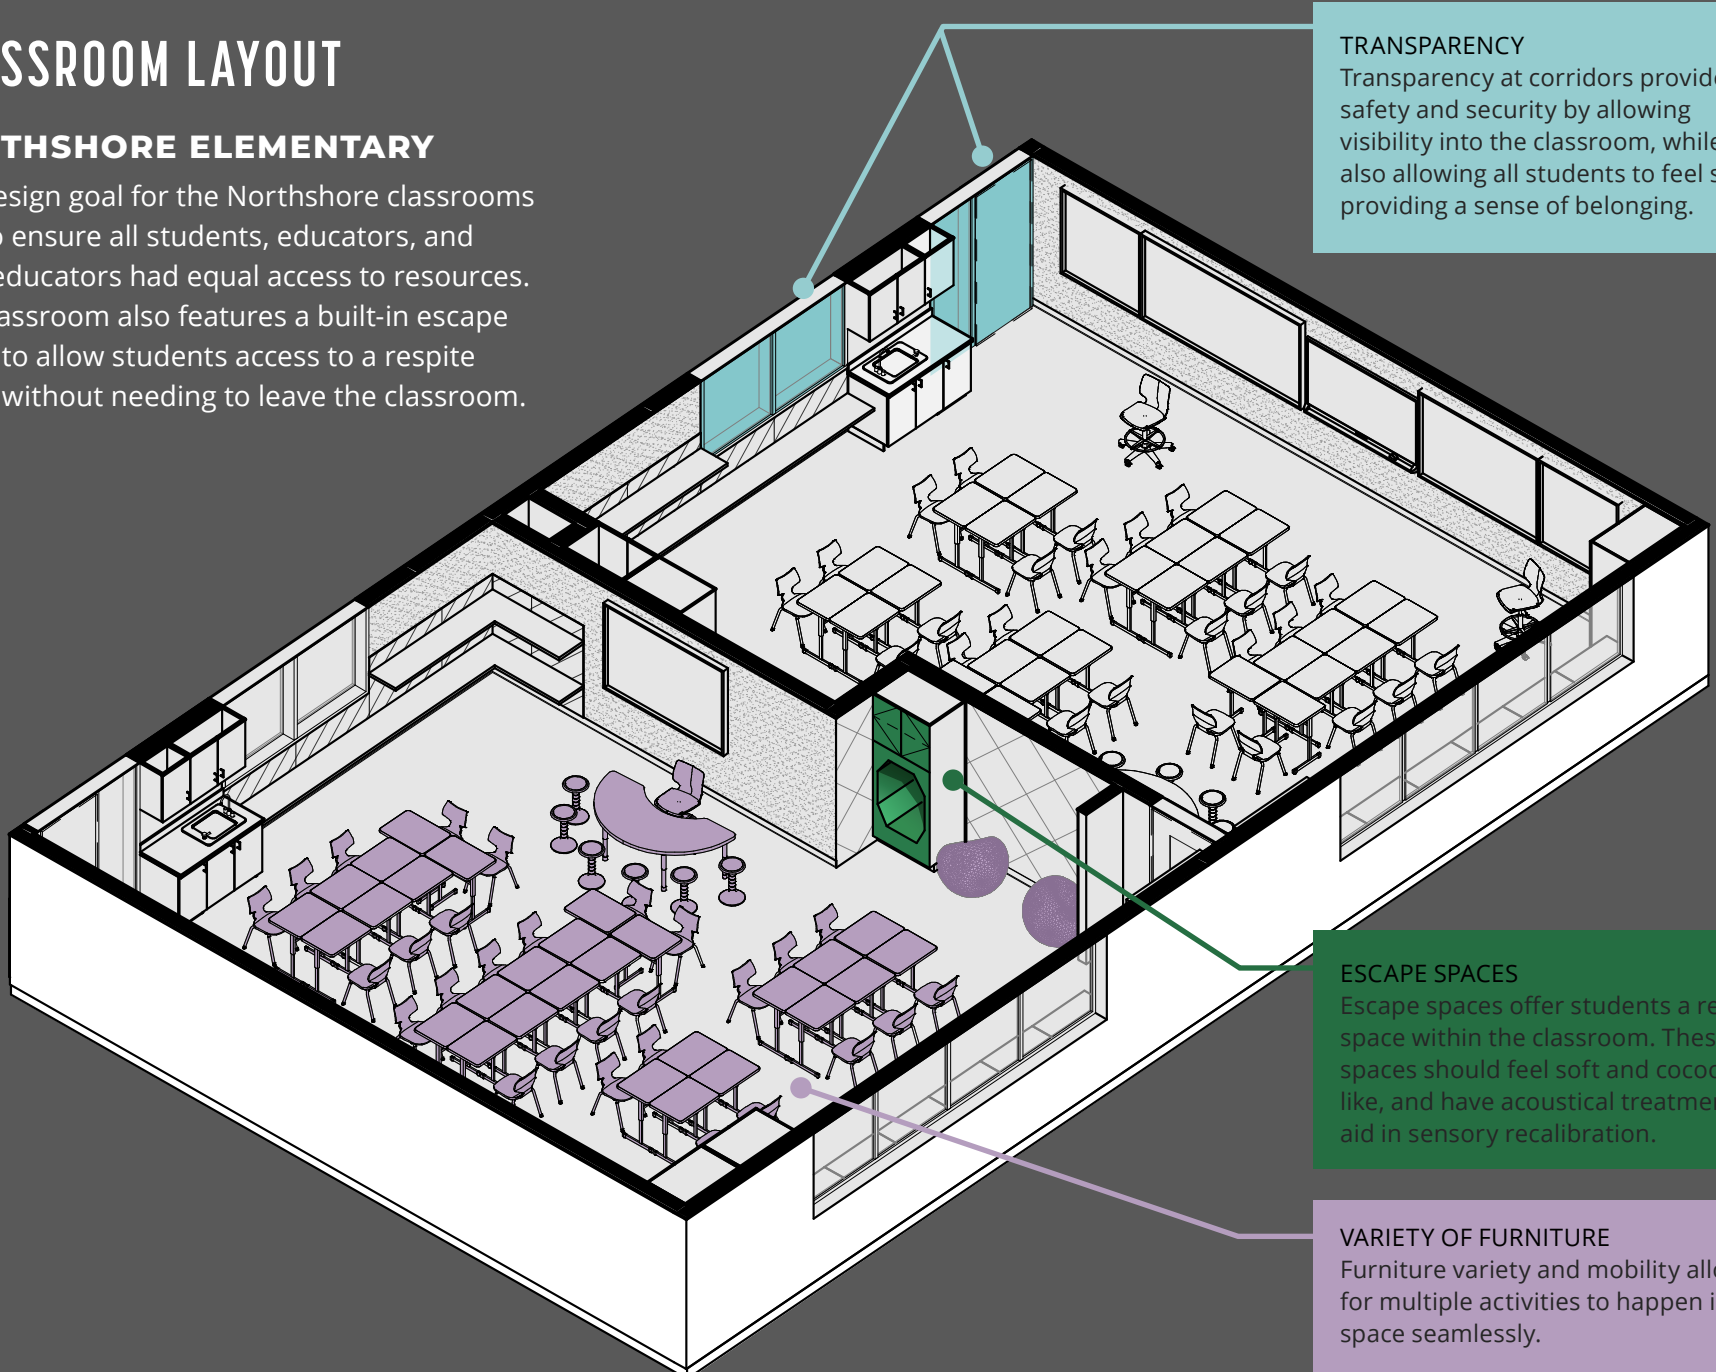 SSROOM LAYOUT
THSHORE ELEMENTARY
esign goal for the Northshore classrooms
o ensure all students, educators, and
educators had equal access to resources.
assroom also features a built-in escape
to allow students access to a respite
without needing to leave the classroom.
TRANSPARENCY
Transparency at corridors provide
safety and security by allowing
visibility into the classroom, while
also allowing all students to feel s
providing a sense of belonging.
ESCAPE SPACES
Escape spaces offer students a re
space within the classroom. Thes
spaces should feel soft and cocoo
like, and have acoustical treatme
aid in sensory recalibration.
VARIETY OF FURNITURE
Furniture variety and mobility allo
for multiple activities to happen i
space seamlessly.